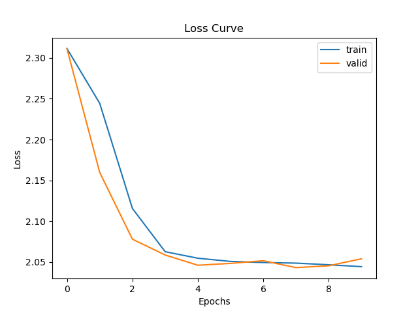 Loss Curve
train
valid
2.30
2.25
2.20
2.15
2.10
2.05
Loss
0
2
4
6
8
Epochs